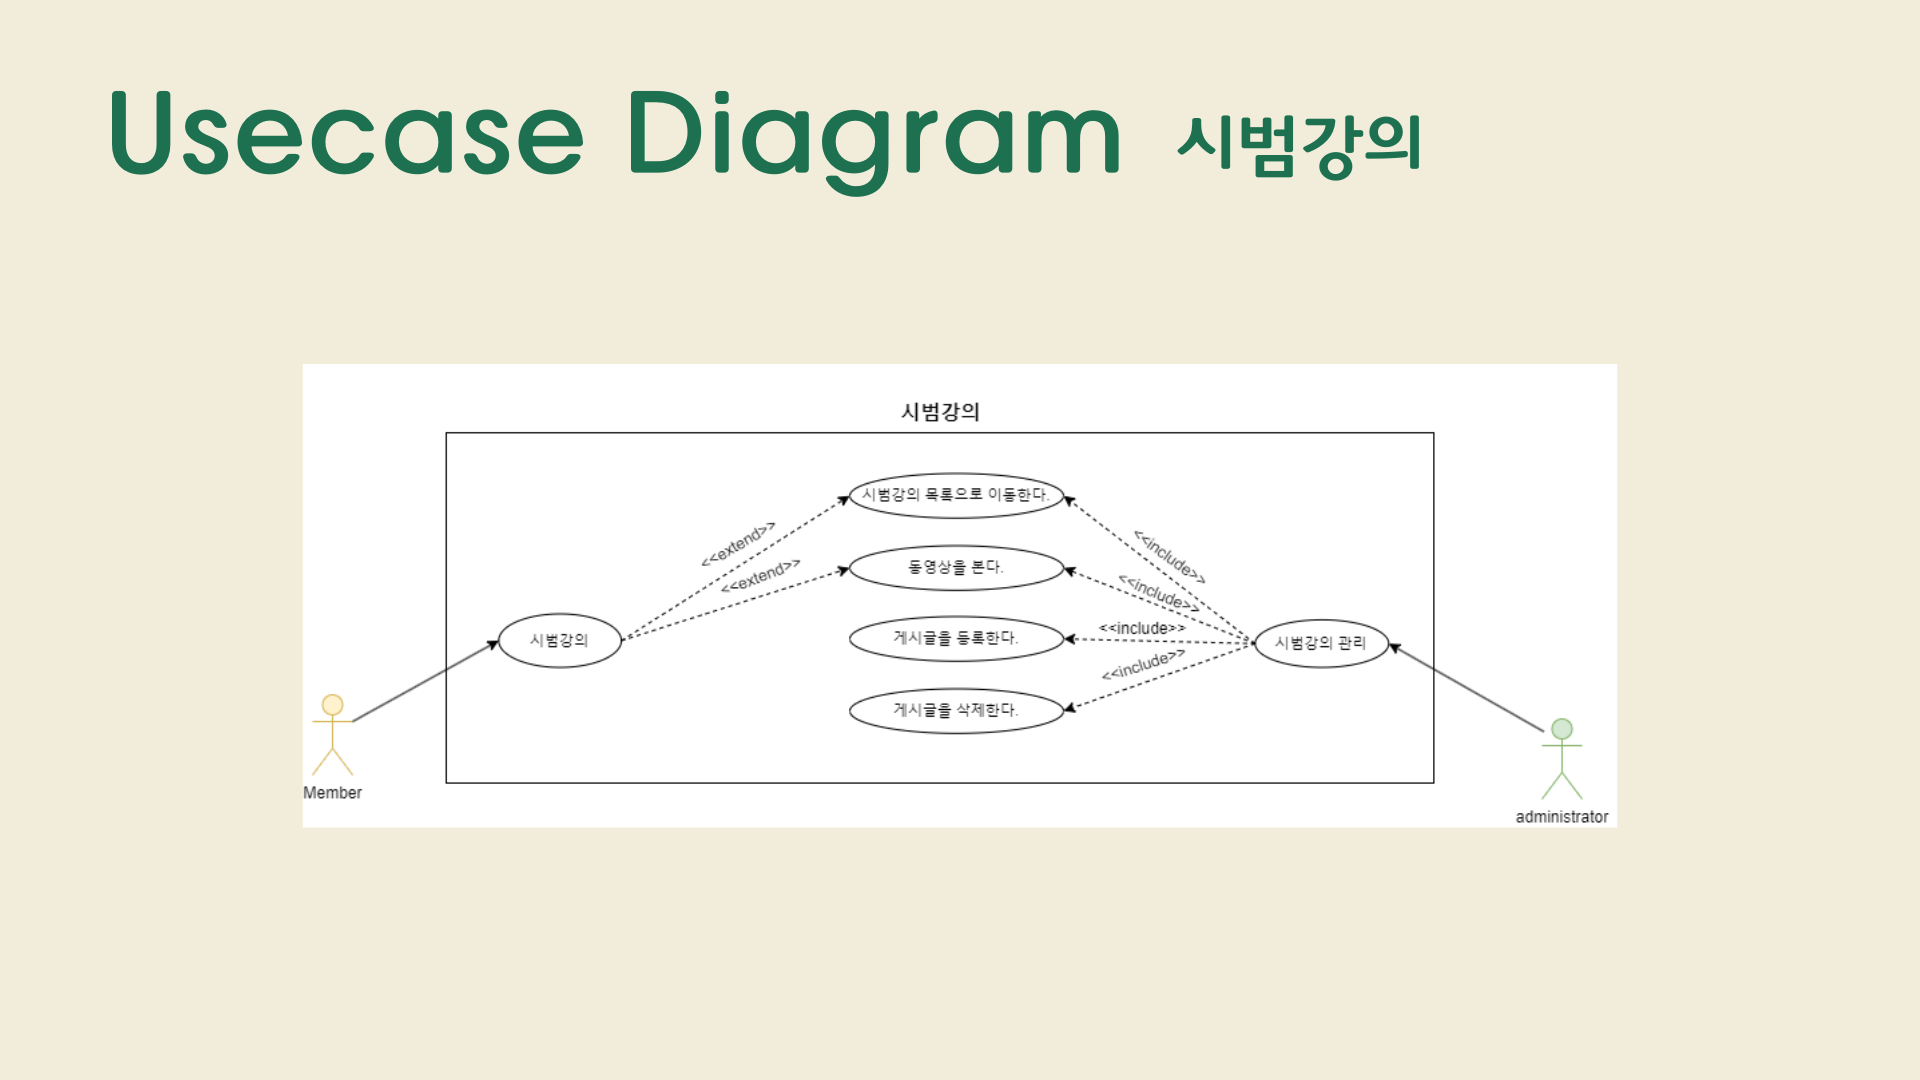 Usecase Diagram 시범강의
시범강의
시범강의 목록으로 이동한다.
<<extend>>
<<include>>
동영상을 본다.
<<extend>>
<<include>>
게시글을 등록한다.
<<include>>
시범강의
시범강의 관리
<<include>>
게시글을 삭제한다.
Member
administrator